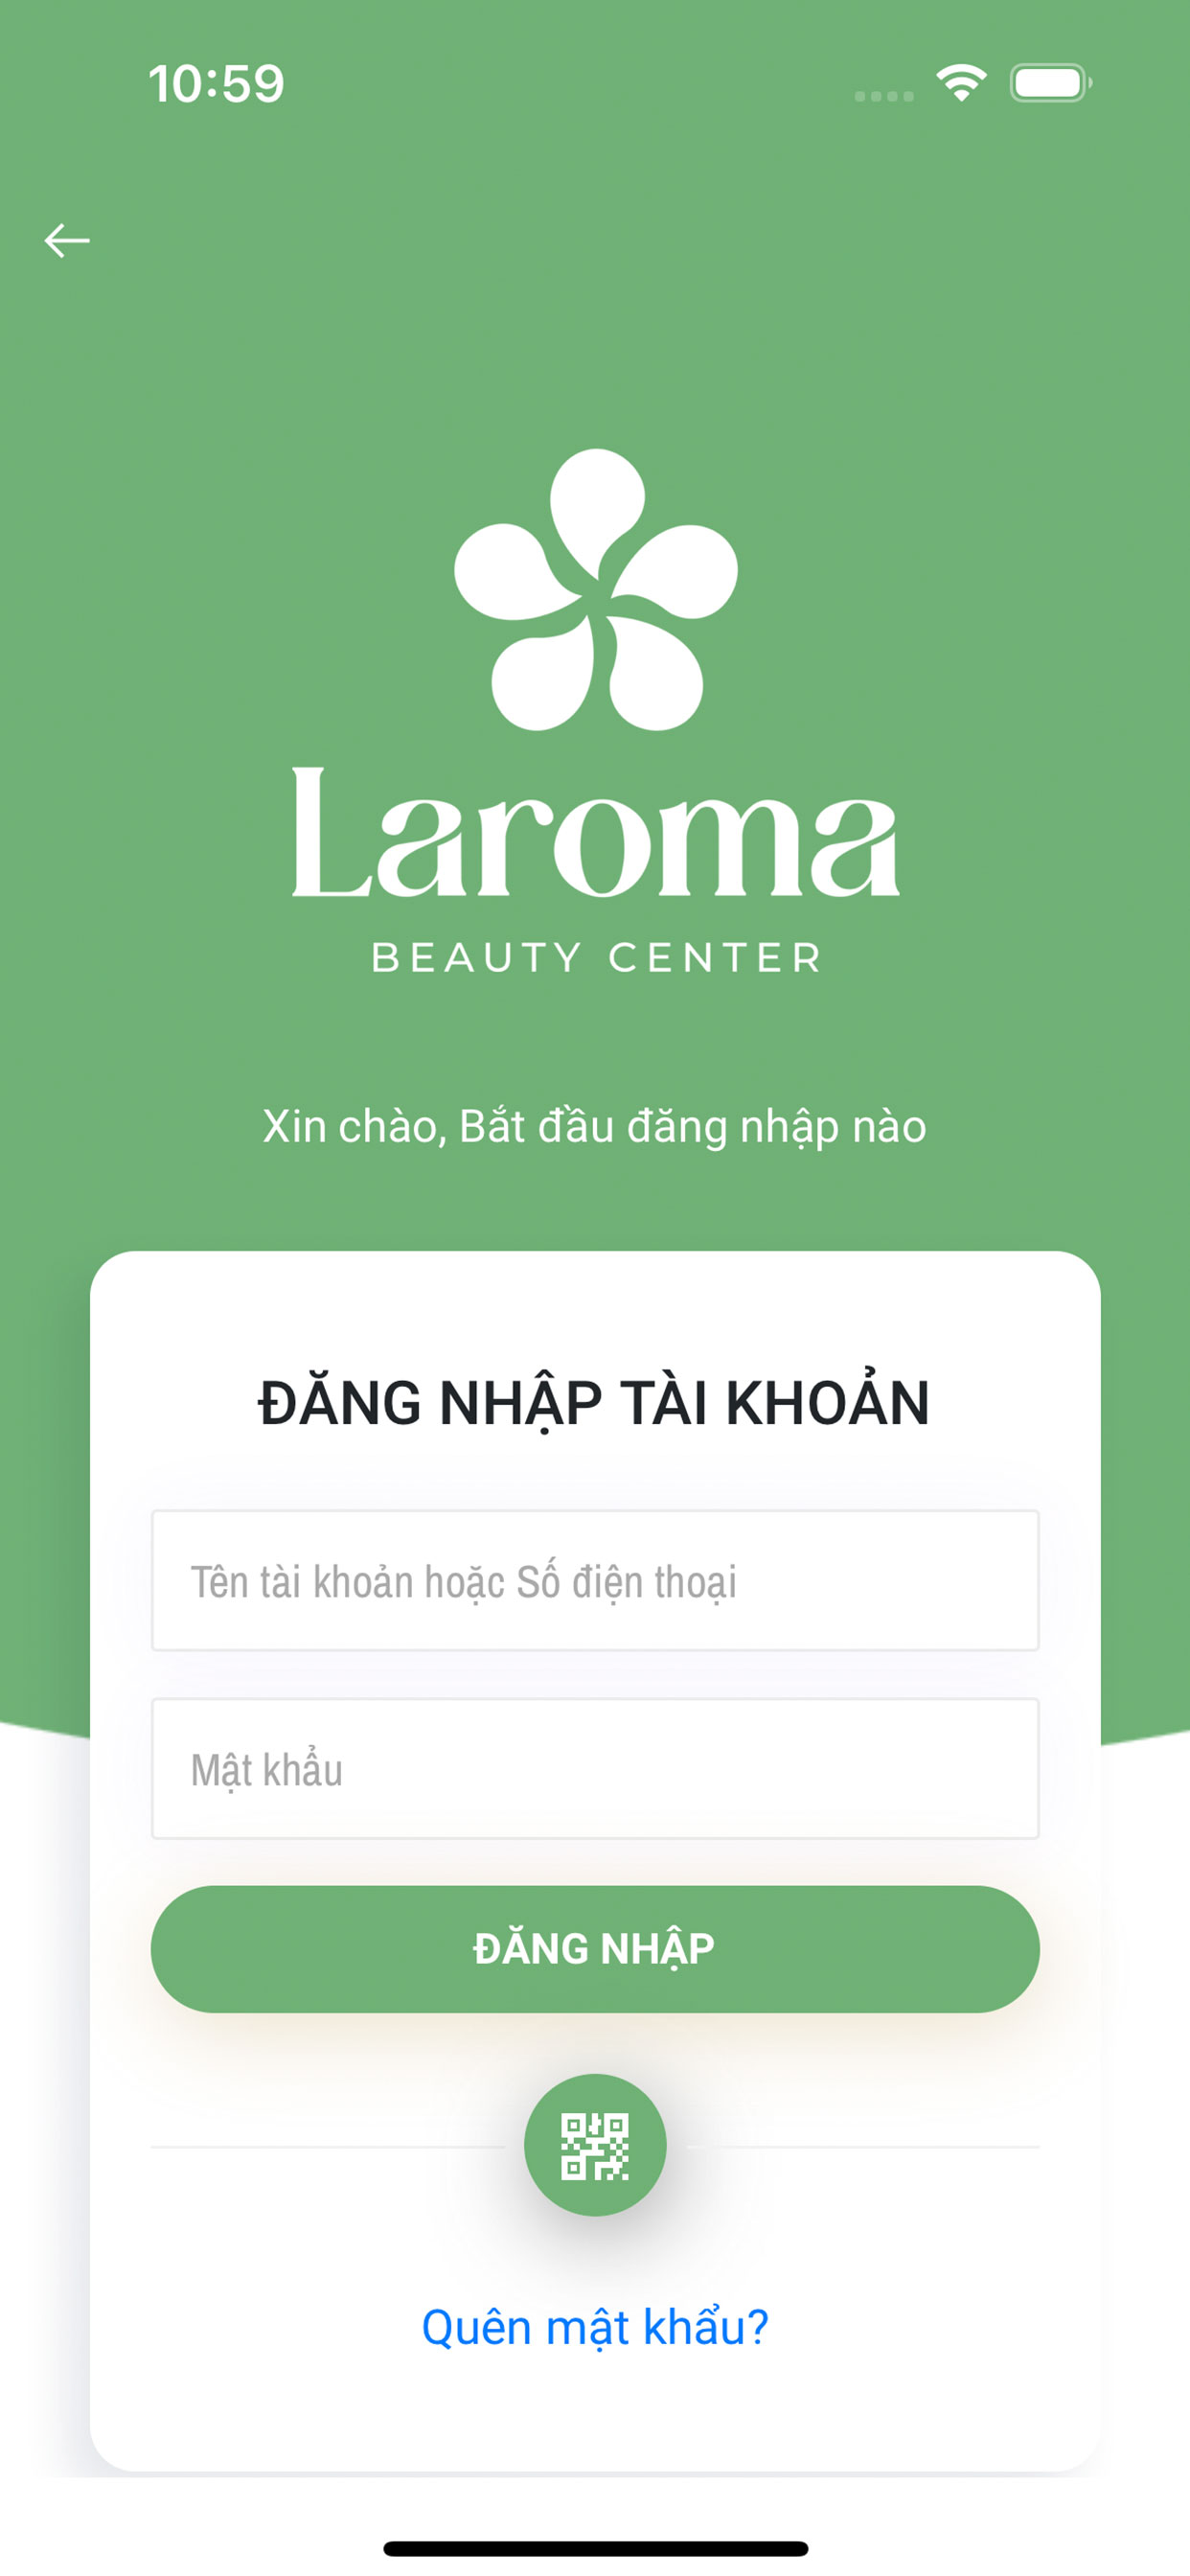 10:59
Laroma
BEAUTY CENTER
Xin chào, Bắt đầu đăng nhập nào
ĐĂNG NHẬP TÀI KHOẢN
Tên tài khoản hoặc Số điện thoại
Mật khẩu
ĐĂNG NHẬP
Quên mật khẩu?